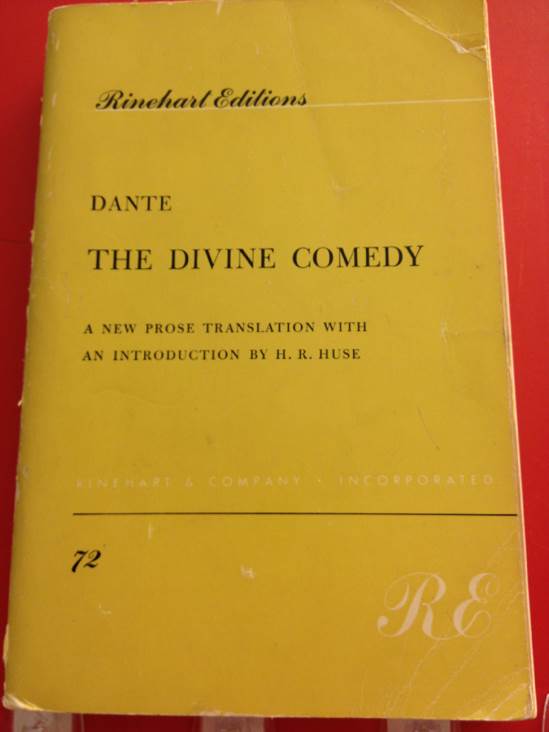 Rinehart Editions
DANTE
THE DIVINE COMEDY
A NEW PROSE TRANSLATION WITH
AN INTRODUCTION BY H. R. HUSE
RINEHART & COMPANY · INCORPORATED
72
RE